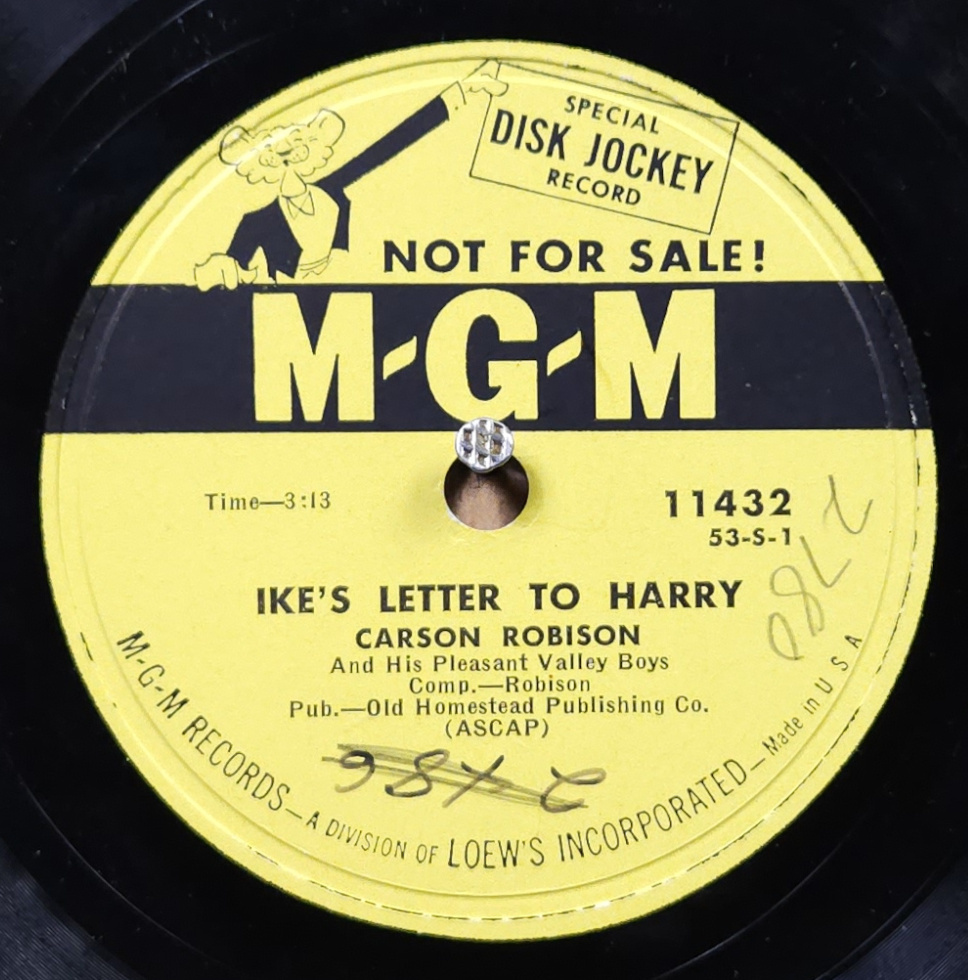 SPECIAL
DISK JOCKEY
RECORD
NOT FOR SALE!
M-G-M
Time—3:13
11432
53-S-1
IKE'S LETTER TO HARRY
CARSON ROBISON
And His Pleasant Valley Boys
Comp.—Robison
Pub.—Old Homestead Publishing Co.
(ASCAP)
M-G-M RECORDS—A DIVISION OF LOEW'S INCORPORATED—Made in U S A